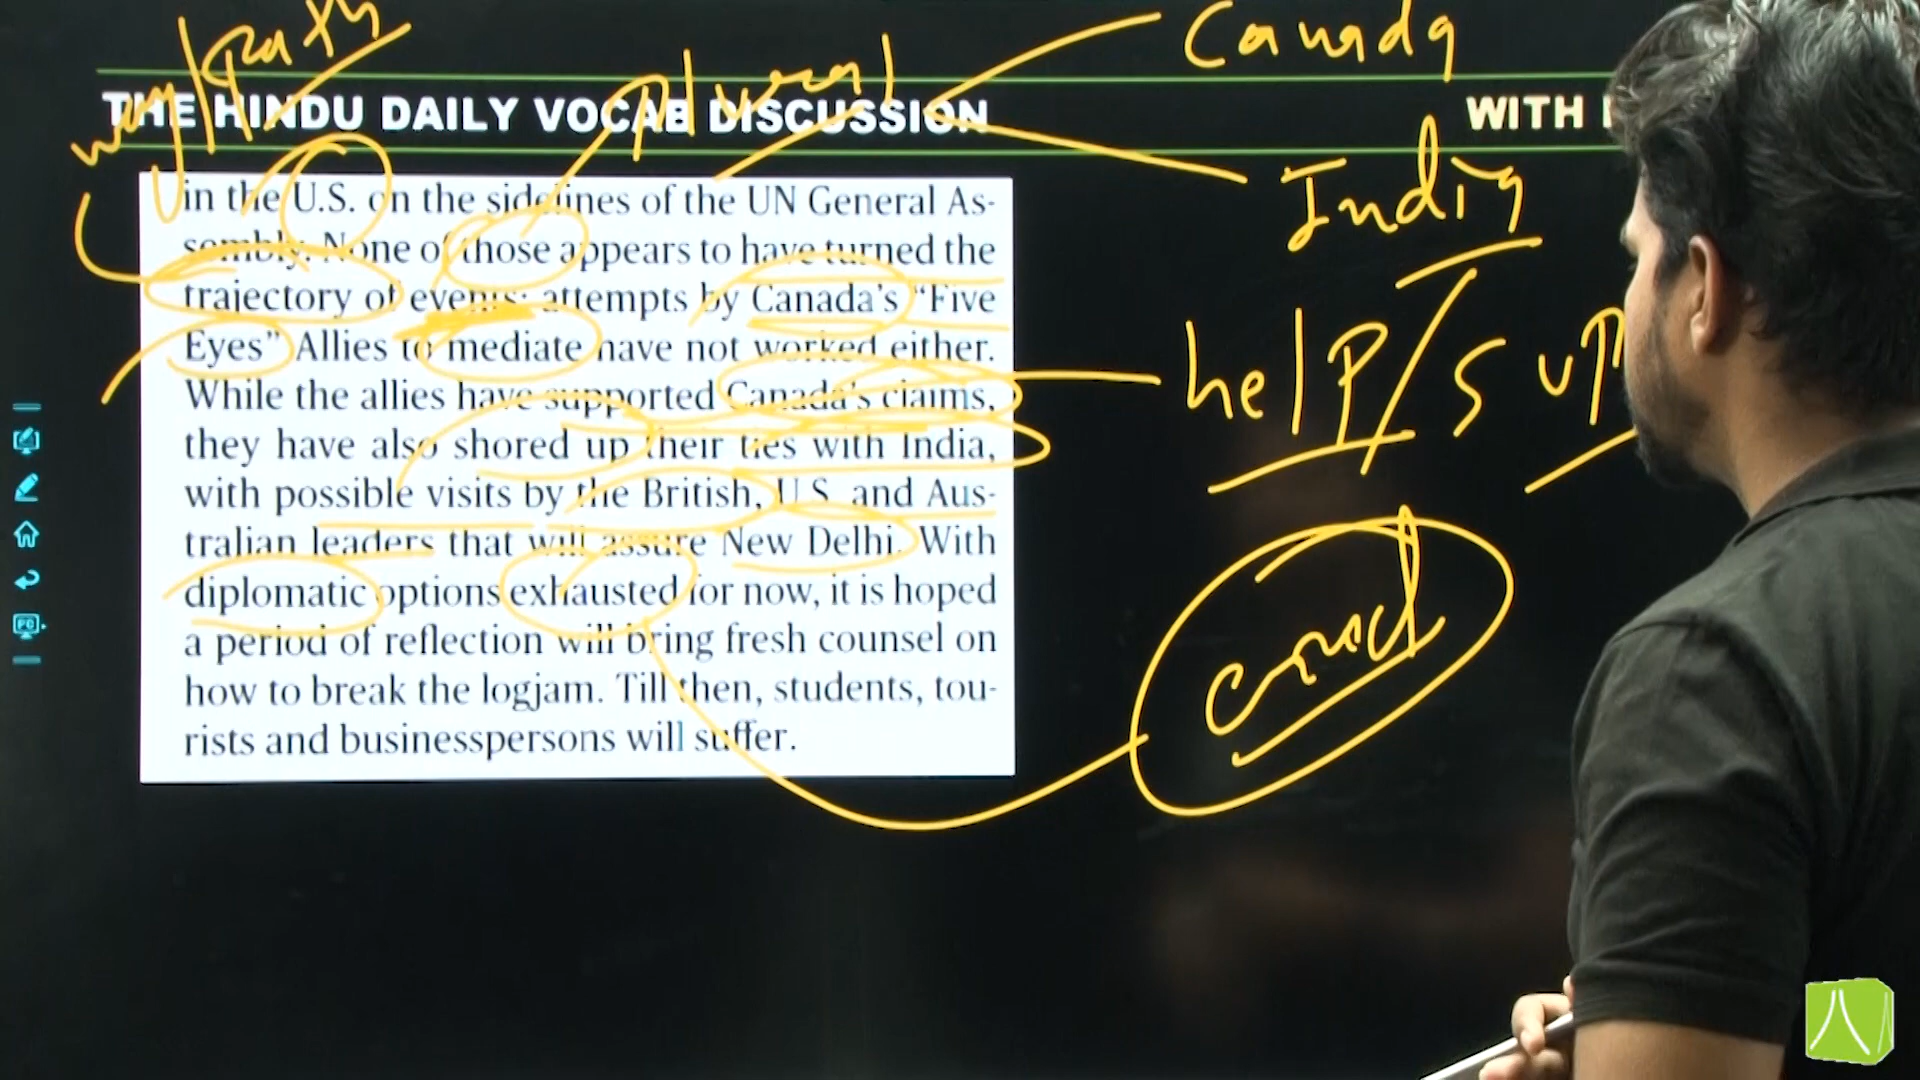 way/Path
Plural
Canada
THE HINDU DAILY VOCAB DISCUSSION
WITH
India
in the U.S. on the sidelines of the UN General As-
sembly. None of those appears to have turned the
trajectory of events; attempts by Canada's “Five
Eyes” Allies to mediate have not worked either.
While the allies have supported Canada's claims,
they have also shored up their ties with India,
with possible visits by the British, U.S. and Aus-
tralian leaders that will assure New Delhi. With
diplomatic options exhausted for now, it is hoped
a period of reflection will bring fresh counsel on
how to break the logjam. Till then, students, tou-
rists and businesspersons will suffer.
help/sup